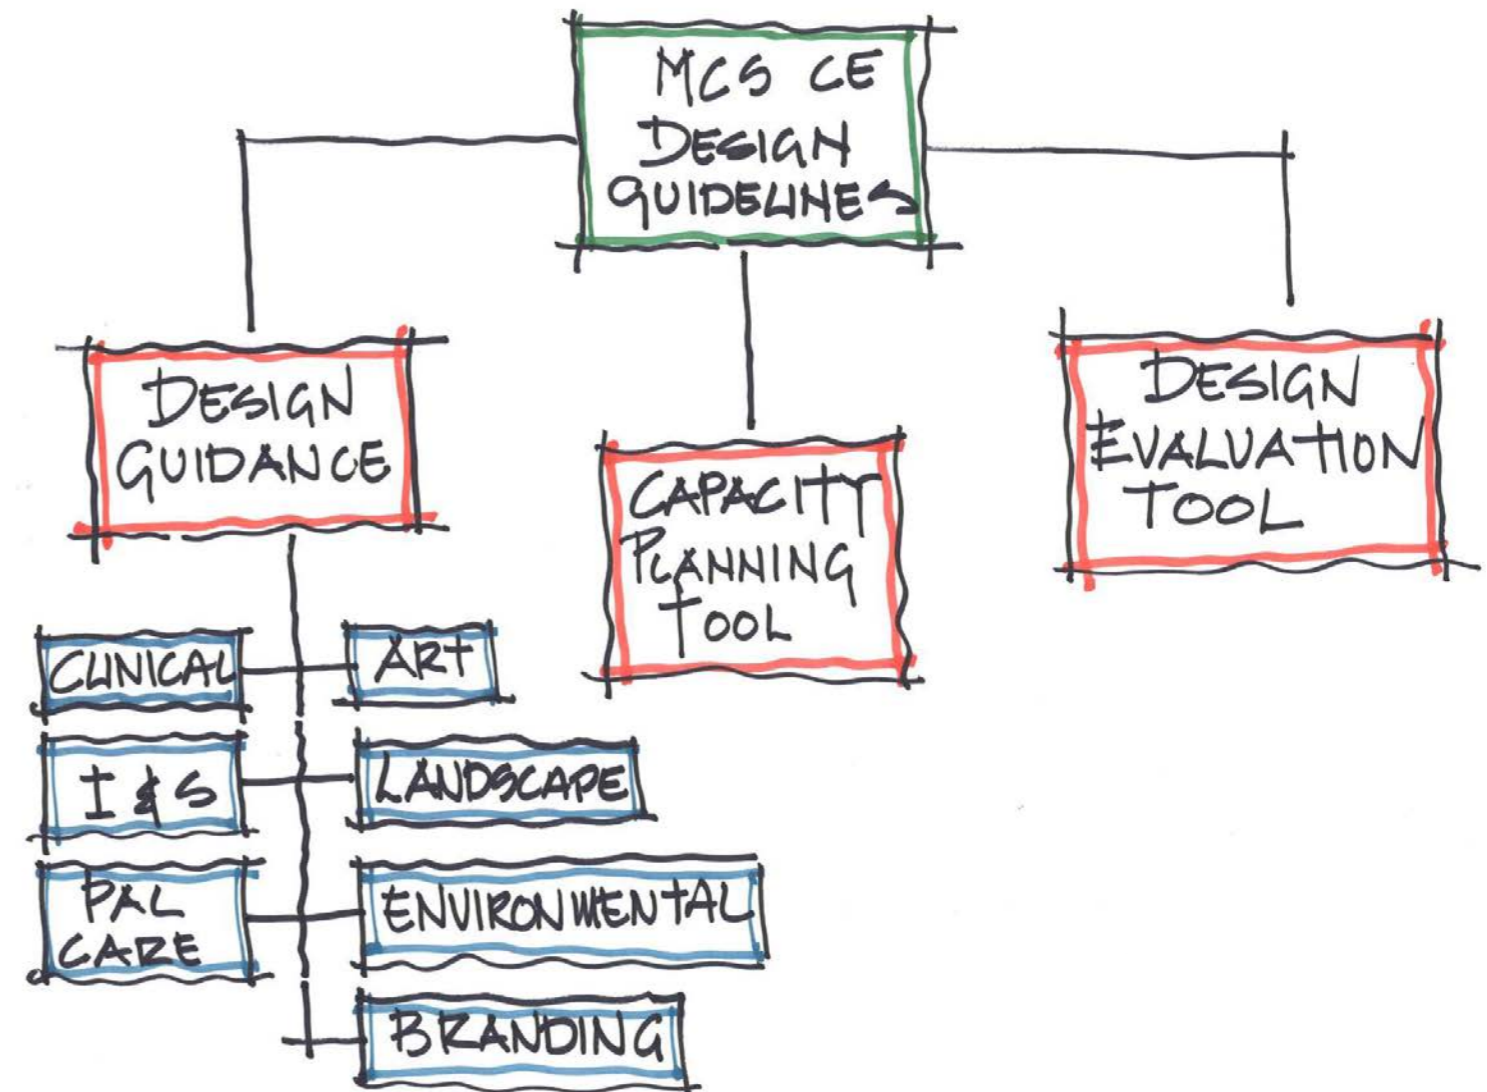 MCS CE
DESIGN
GUIDELINES
DESIGN
GUIDANCE
CAPACITY
PLANNING
TOOL
DESIGN
EVALUATION
TOOL
CLINICAL
ART
I & S
LANDSCAPE
PAL
CARE
ENVIRONMENTAL
BRANDING